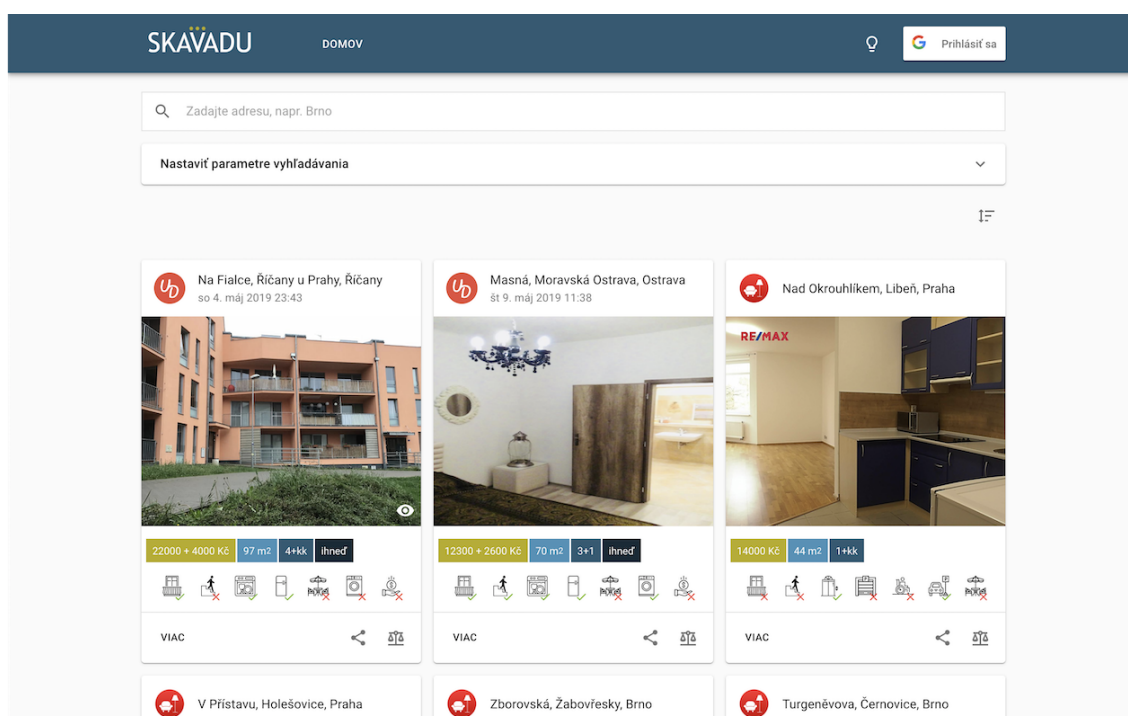 SKAVADU
DOMOV
Prihlásiť sa
Zadajte adresu, napr. Brno
Nastaviť parametre vyhľadávania
Na Fialce, Říčany u Prahy, Říčany
so 4. máj 2019 23:43
Masná, Moravská Ostrava, Ostrava
št 9. máj 2019 11:38
Nad Okrouhlíkem, Libeň, Praha
RE/MAX
22000 + 4000 Kč 97 m2 4+kk ihneď
12300 + 2600 Kč 70 m2 3+1 ihneď
14000 Kč 44 m2 1+kk
VIAC
VIAC
VIAC
V Přístavu, Holešovice, Praha
Zborovská, Žabovřesky, Brno
Turgeněvova, Černovice, Brno